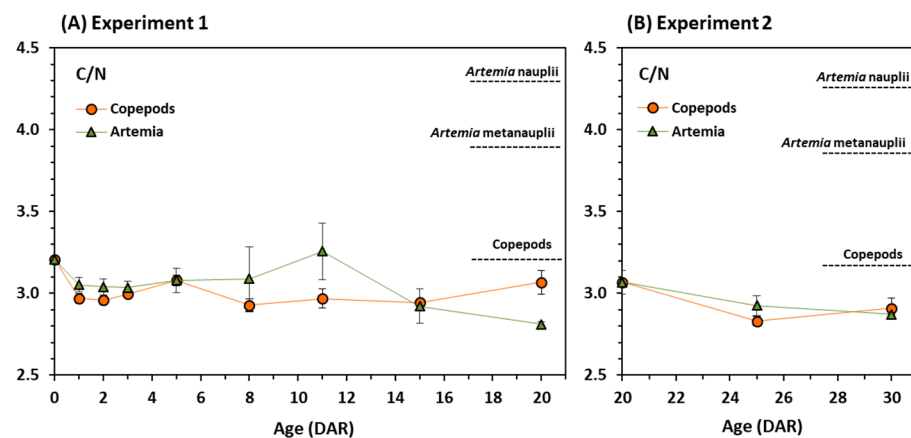 (A) Experiment 1
4.5
4.0
3.5
3.0
2.5
C/N
Copepods
Artemia
Artemia nauplii
Artemia metanauplii
Copepods
0 2 4 6 8 10 12 14 16 18 20
Age (DAR)
(B) Experiment 2
4.5
4.0
3.5
3.0
2.5
C/N
Copepods
Artemia
Artemia nauplii
Artemia metanauplii
Copepods
20 22 24 26 28 30
Age (DAR)